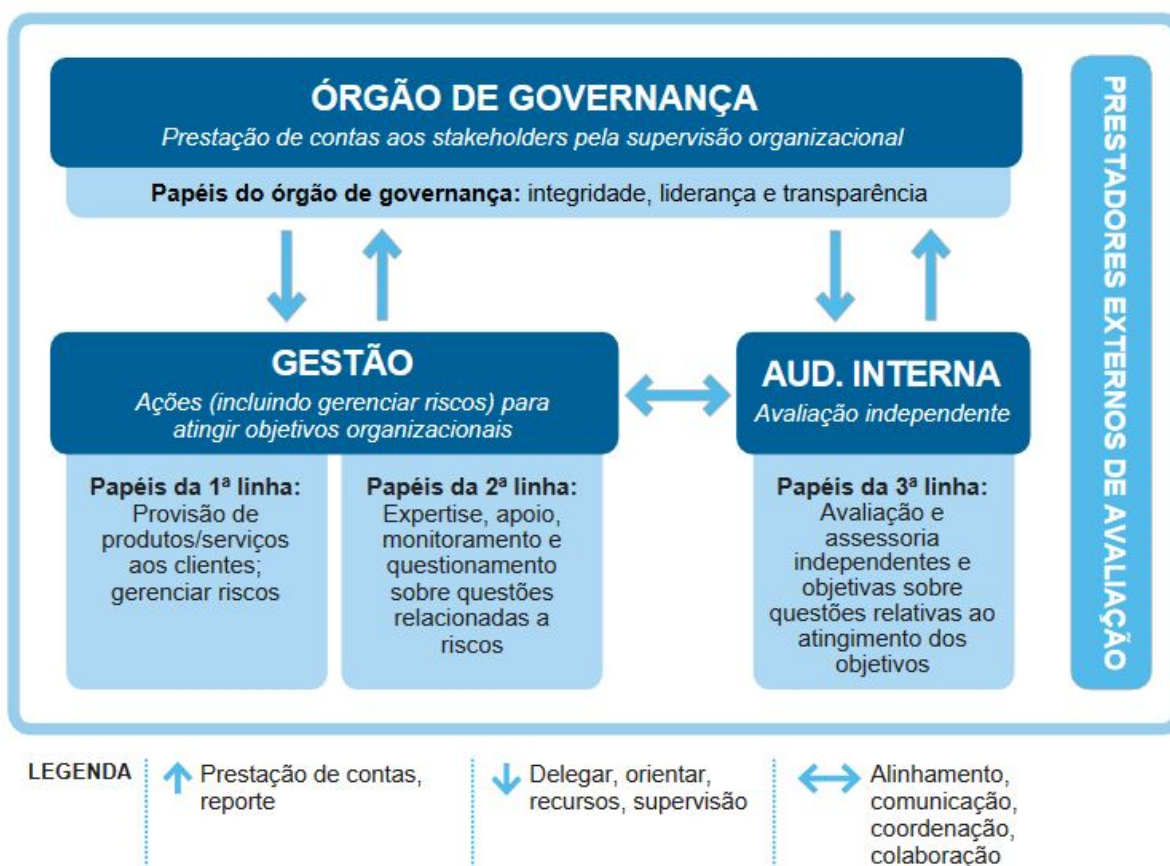 ÓRGÃO DE GOVERNANÇA
Prestação de contas aos stakeholders pela supervisão organizacional
Papéis do órgão de governança: integridade, liderança e transparência
GESTÃO
Ações (incluindo gerenciar riscos) para
atingir objetivos organizacionais
Papéis da 1ª linha:
Provisão de
produtos/serviços
aos clientes;
gerenciar riscos
Papéis da 2ª linha:
Expertise, apoio,
monitoramento e
questionamento
sobre questões
relacionadas a
riscos
AUD. INTERNA
Avaliação independente
Papéis da 3ª linha:
Avaliação e
assessoria
independentes e
objetivas sobre
questões relativas ao
atingimento dos
objetivos
PRESTADORES EXTERNOS DE AVALIAÇÃO
LEGENDA
Prestação de contas,
reporte
Delegar, orientar,
recursos, supervisão
Alinhamento,
comunicação,
coordenação,
colaboração